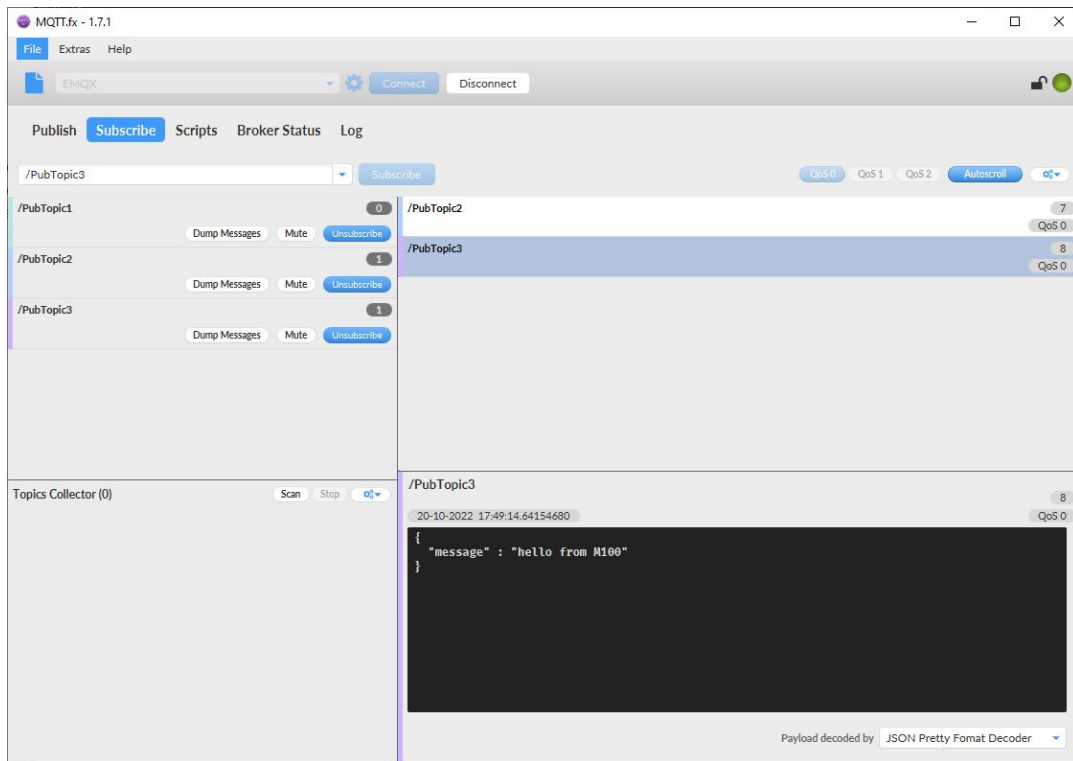 MQTT.fx - 1.7.1
File Extras Help
EMQX Connect Disconnect
Publish Subscribe Scripts Broker Status Log
/PubTopic3 Subscribe QoS 0 QoS 1 QoS 2 Autoscroll
/PubTopic1 0
Dump Messages Mute Unsubscribe
/PubTopic2 1
Dump Messages Mute Unsubscribe
/PubTopic3 1
Dump Messages Mute Unsubscribe
/PubTopic2 7
QoS 0
/PubTopic3 8
QoS 0
Topics Collector (0) Scan Stop
/PubTopic3
8
20-10-2022 17:49:14.64154680 QoS 0
{
"message" : "hello from M100"
}
Payload decoded by JSON Pretty Fomat Decoder